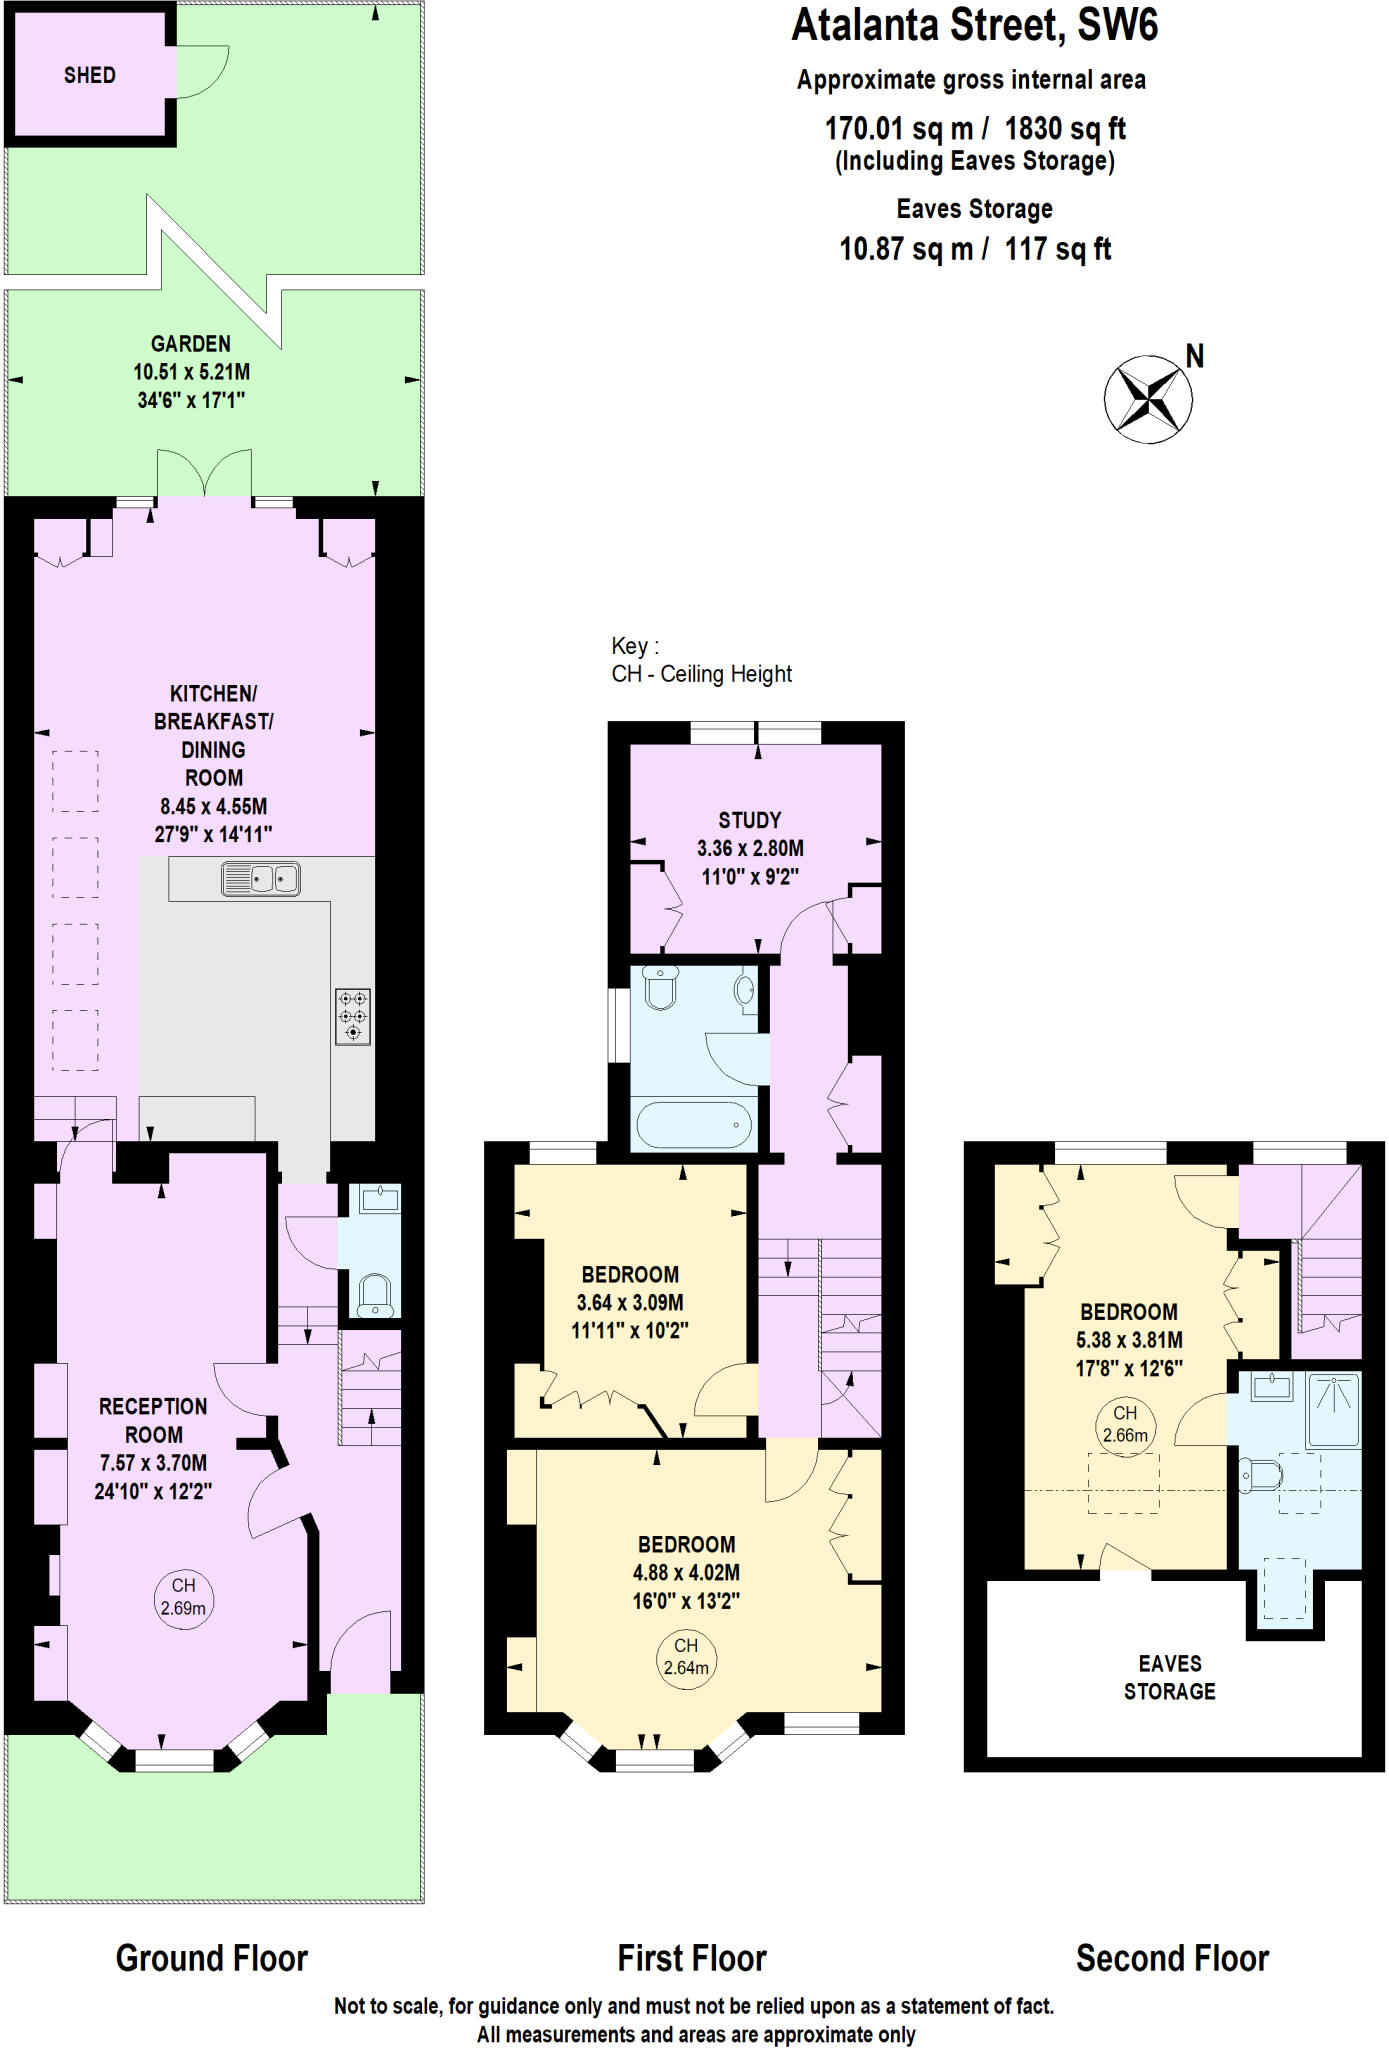 Atalanta Street, SW6
Approximate gross internal area
170.01 sq m / 1830 sq ft
(Including Eaves Storage)
Eaves Storage
10.87 sq m / 117 sq ft
N
SHED
GARDEN
10.51 x 5.21M
34'6" x 17'1"
KITCHEN/
BREAKFAST/
DINING
ROOM
8.45 x 4.55M
27'9" x 14'11"
RECEPTION
ROOM
7.57 x 3.70M
24'10" x 12'2"
CH
2.69m
Key :
CH - Ceiling Height
STUDY
3.36 x 2.80M
11'0" x 9'2"
BEDROOM
3.64 x 3.09M
11'11" x 10'2"
BEDROOM
4.88 x 4.02M
16'0" x 13'2"
CH
2.64m
BEDROOM
5.38 x 3.81M
17'8" x 12'6"
CH
2.66m
EAVES
STORAGE
Ground Floor
First Floor
Second Floor
Not to scale, for guidance only and must not be relied upon as a statement of fact.
All measurements and areas are approximate only